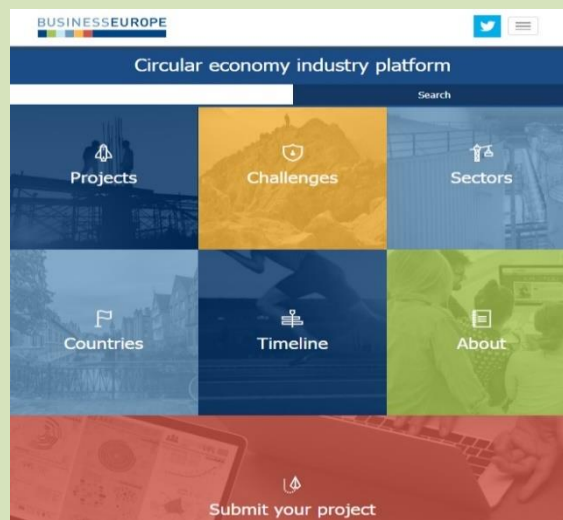 BUSINESSEUROPE
Circular economy industry platform
Search
Projects
Challenges
Sectors
Countries
Timeline
About
Submit your project